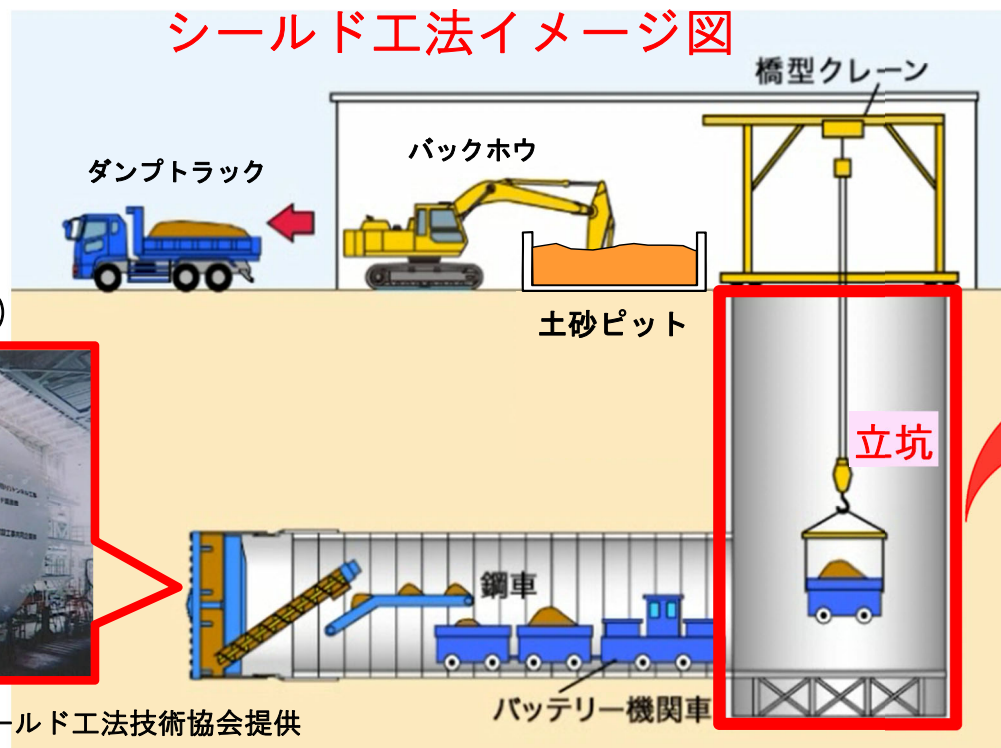 シールド工法イメージ図
橋型クレーン
バックホウ
ダンプトラック
)
土砂ピット
立坑
鋼車
バッテリー機関車
ールド工法技術協会提供